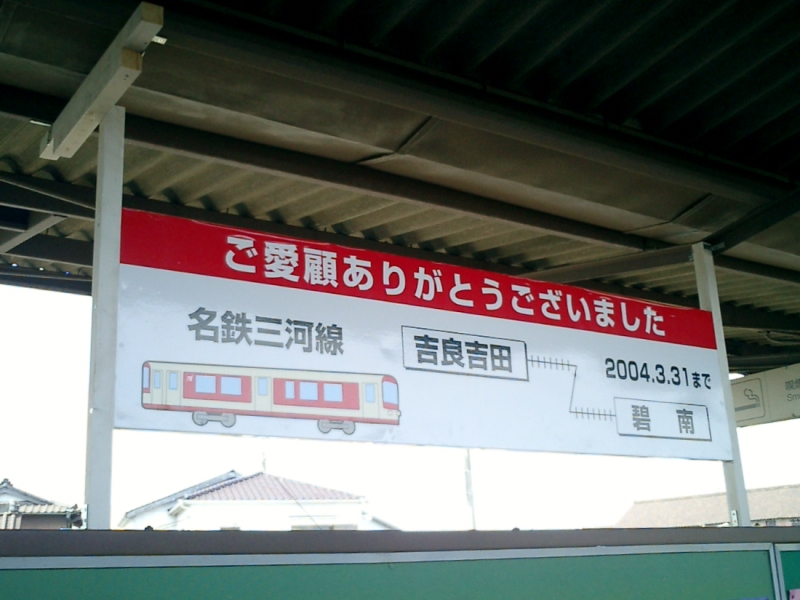 ご愛顧ありがとうございました
名鉄三河線
吉良吉田
2004.3.31まで
碧南